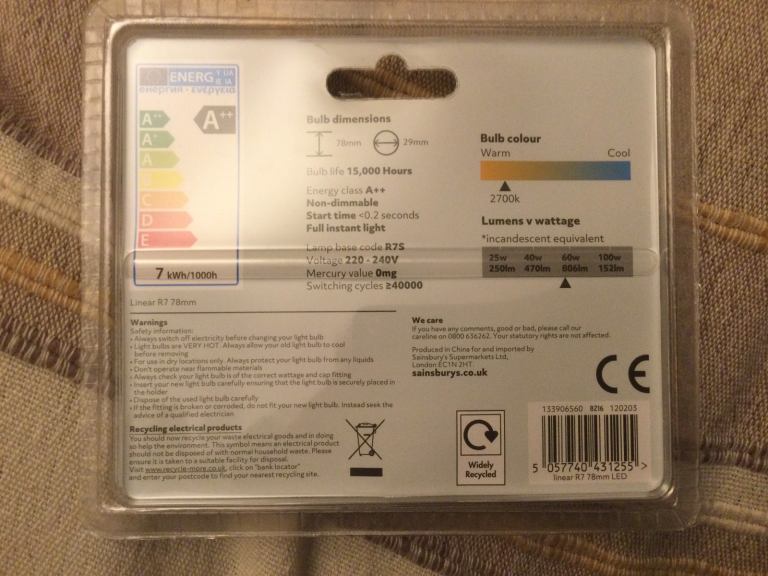 ENERG Y UA
IE IA
енергия · ενέργεια
A++
A+
A
B
C
D
E
A++
7 kWh/1000h
Linear R7 78mm
Bulb dimensions
78mm 29mm
Bulb life 15,000 Hours
Energy class A++
Non-dimmable
Start time <0.2 seconds
Full instant light
Lamp base code R7S
Voltage 220 - 240V
Mercury value 0mg
Switching cycles ≥40000
Bulb colour
Warm Cool
2700k
Lumens v wattage
*incandescent equivalent
25w 40w 60w 100w
250lm 470lm 806lm 152lm
Warnings
Safety information:
• Always switch off electricity before changing your light bulb
• Light bulbs are VERY HOT. Always allow your old light bulb to cool
before removing
• For use in dry locations only. Always protect your light bulb from any liquids
• Don't operate near flammable materials
• Always check your light bulb is of the correct wattage and cap fitting
• Insert your new light bulb carefully ensuring that the light bulb is securely placed in
the holder
• Dispose of the used light bulb carefully
• If the fitting is broken or corroded, do not fit your new light bulb. Instead seek the
advice of a qualified electrician
Recycling electrical products
You should now recycle your waste electrical goods and in doing
so help the environment. This symbol means an electrical product
should not be disposed of with normal household waste. Please
ensure it is taken to a suitable facility for disposal.
Visit www.recycle-more.co.uk, click on "bank locator"
and enter your postcode to find your nearest recycling site.
We care
If you have any comments, good or bad, please call our
careline on 0800 636262. Your statutory rights are not affected.
Produced in China for and imported by
Sainsbury's Supermarkets Ltd,
London EC1N 2HT.
sainsburys.co.uk
CE
Widely
Recycled
133906560 8Z16 120203
5 057740 431255 >
linear R7 78mm LED